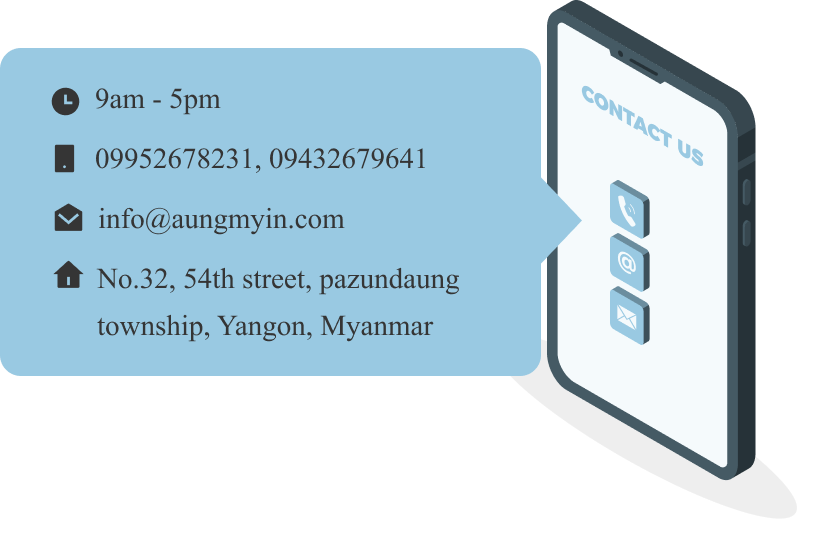 9am - 5pm
09952678231, 09432679641
info@aungmyin.com
No.32, 54th street, pazundaung
township, Yangon, Myanmar
CONTACT US
@